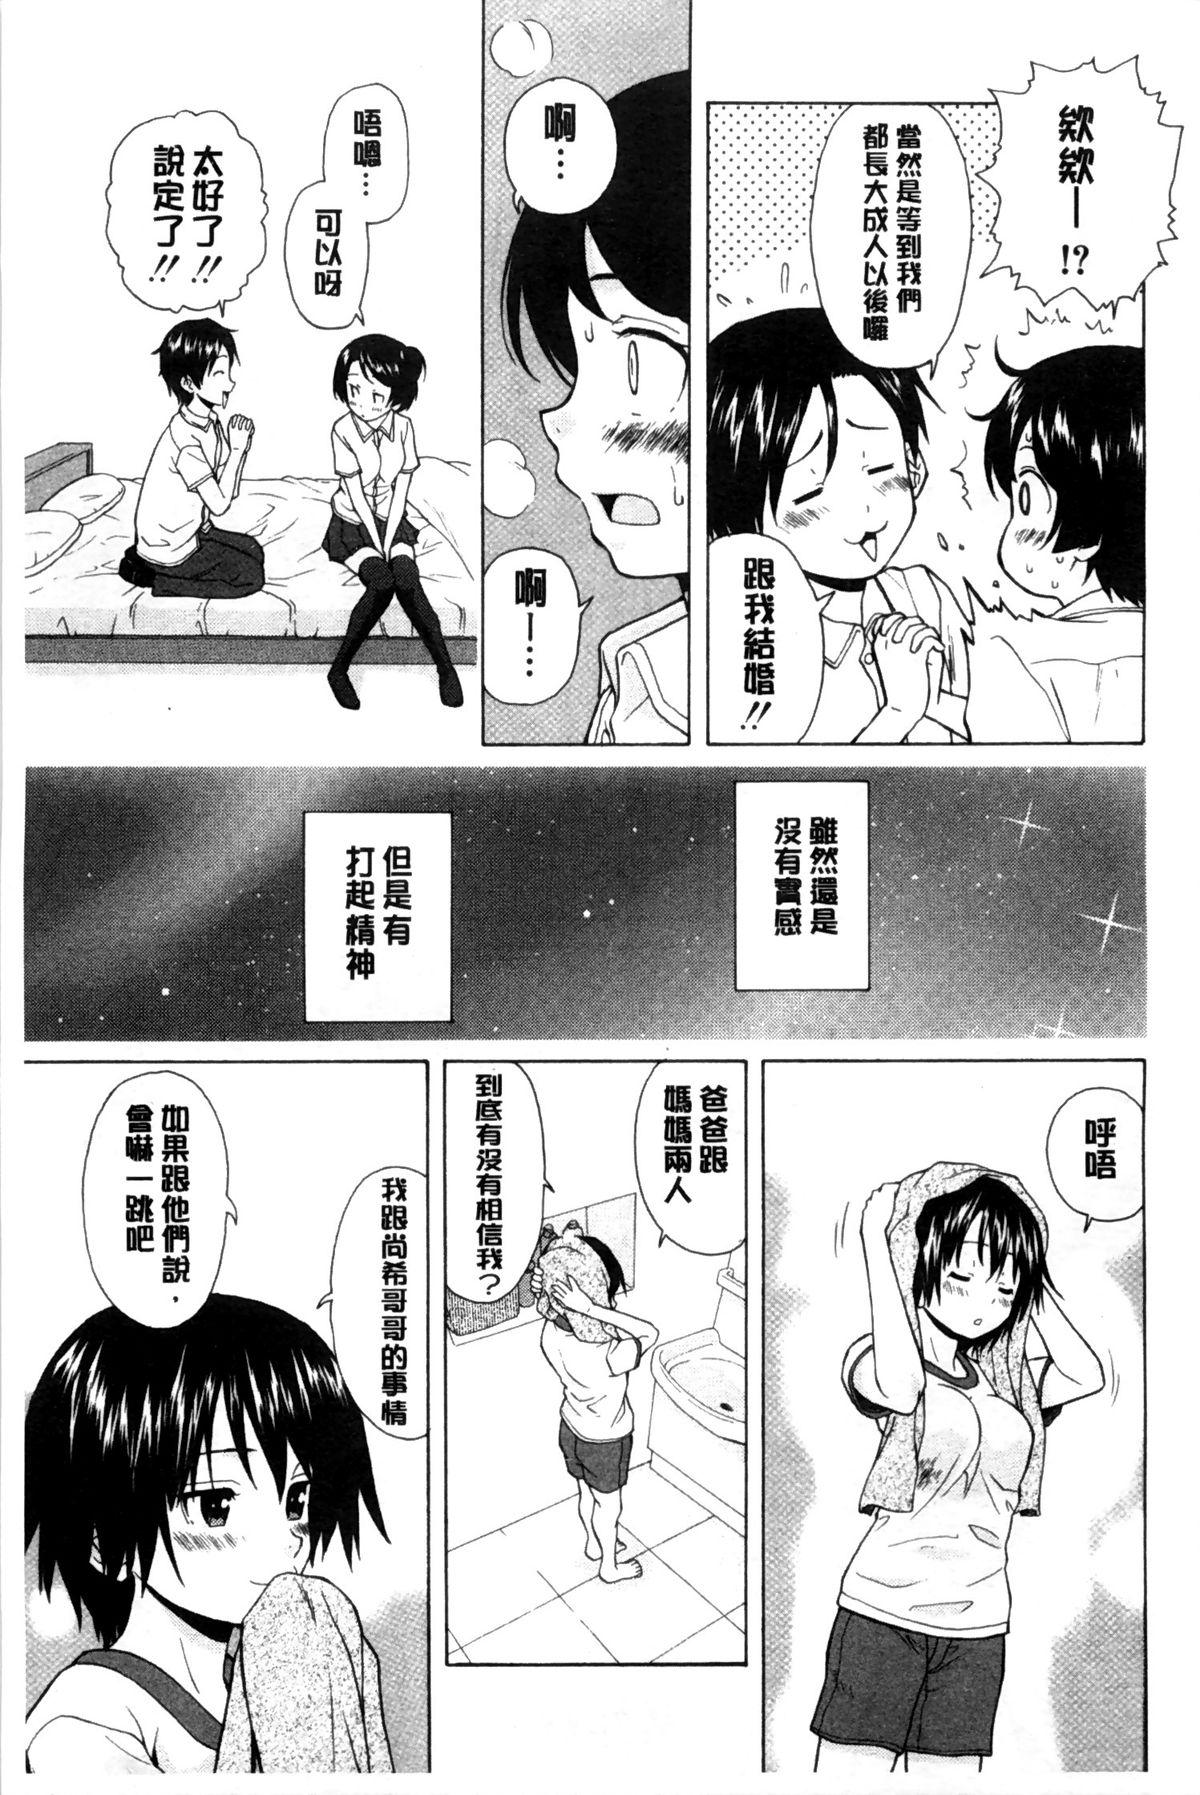 欸欸ー!?
當然是等到我們
都長大成人以後囉
跟我結婚!!
啊…
啊ー…
唔嗯…
可以呀
太好了!!
說定了!!
雖然還是
沒有實感
但是有
打起精神
呼唔
爸爸跟
媽媽兩人
到底有沒有相信我？
我跟尚希哥哥的事情
如果跟他們說，
會嚇一跳吧